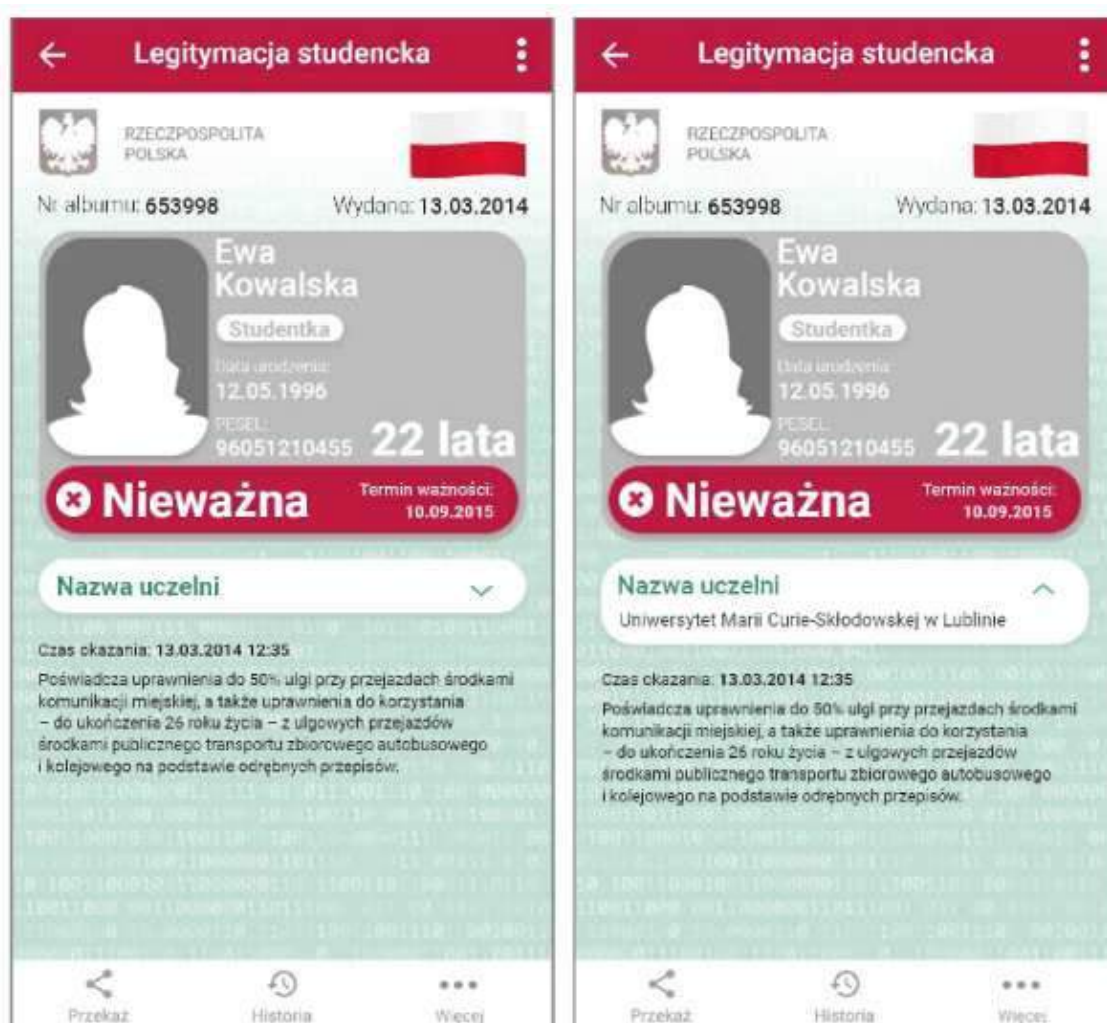 Legitymacja studencka
RZECZPOSPOLITA
POLSKA
Nr albumu: 653998 Wydana: 13.03.2014
Ewa
Kowalska
Studentka
Data urodzenia:
12.05.1996
PESEL:
96051210455 22 lata
Nieważna Termin ważności:
10.09.2015
Nazwa uczelni
Czas okazania: 13.03.2014 12:35
Poświadcza uprawnienia do 50% ulgi przy przejazdach środkami
komunikacji miejskiej, a także uprawnienia do korzystania
– do ukończenia 26 roku życia – z ulgowych przejazdów
środkami publicznego transportu zbiorowego autobusowego
i kolejowego na podstawie odrębnych przepisów.
Przekaż Historia Więcej
Legitymacja studencka
RZECZPOSPOLITA
POLSKA
Nr albumu: 653998 Wydana: 13.03.2014
Ewa
Kowalska
Studentka
Data urodzenia:
12.05.1996
PESEL:
96051210455 22 lata
Nieważna Termin ważności:
10.09.2015
Nazwa uczelni
Uniwersytet Marii Curie-Skłodowskej w Lublinie
Czas okazania: 13.03.2014 12:35
Poświadcza uprawnienia do 50% ulgi przy przejazdach środkami
komunikacji miejskiej, a także uprawnienia do korzystania
– do ukończenia 26 roku życia – z ulgowych przejazdów
środkami publicznego transportu zbiorowego autobusowego
i kolejowego na podstawie odrębnych przepisów.
Przekaż Historia Więcej